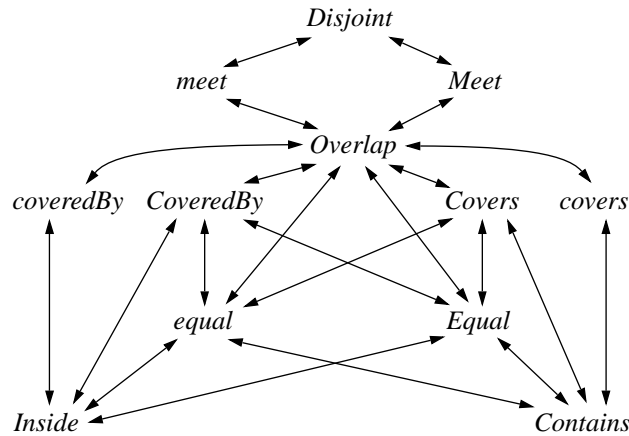 Disjoint
meet Meet
Overlap
coveredBy CoveredBy Covers covers
equal Equal
Inside Contains